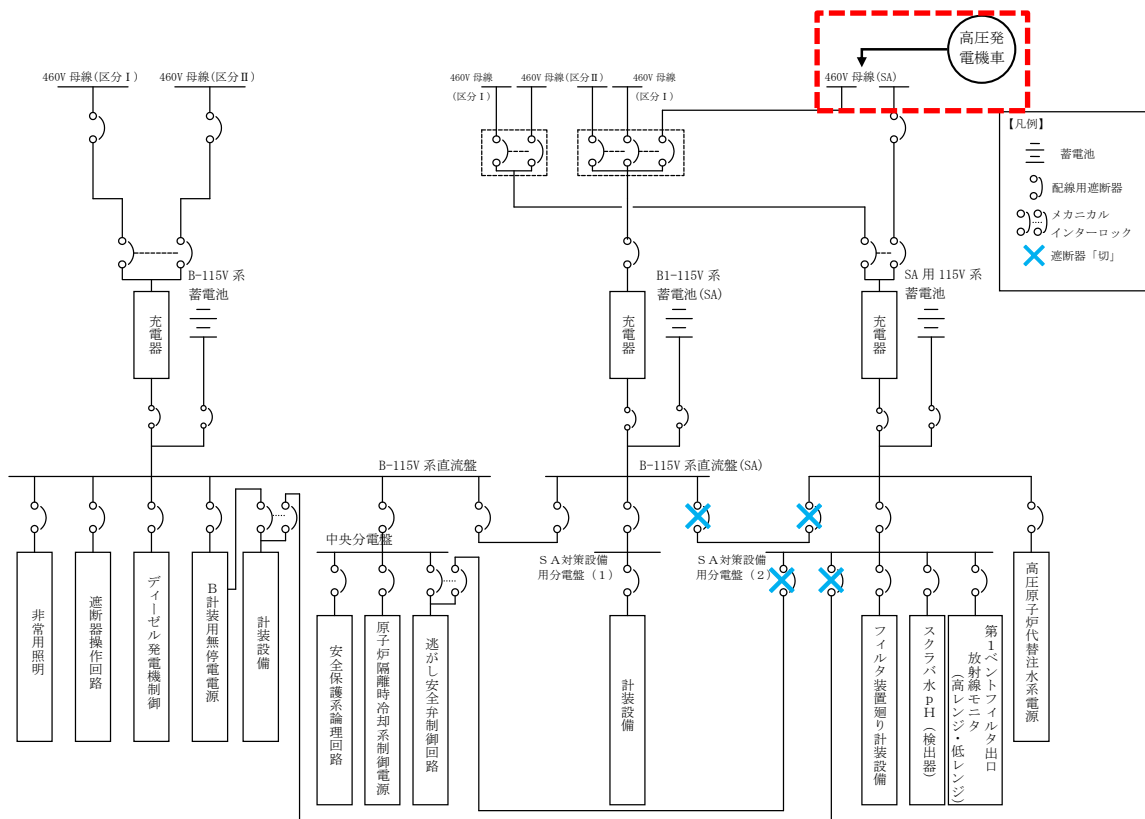 高圧発
電機車
460V 母線(区分Ⅰ)
460V 母線(区分Ⅱ)
460V 母線
(区分Ⅰ)
460V 母線(区分Ⅱ)
460V 母線
(区分Ⅰ)
460V 母線(SA)
【凡例】
蓄電池
配線用遮断器
メカニカル
インターロック
遮断器「切」
B-115V 系
蓄電池
B1-115V 系
蓄電池(SA)
SA 用 115V 系
蓄電池
充電器
充電器
充電器
B-115V 系直流盤
B-115V 系直流盤(SA)
中央分電盤
SA対策設備
用分電盤(1)
SA対策設備
用分電盤(2)
非常用照明
遮断器操作回路
ディーゼル発電機制御
B計装用無停電電源
計装設備
安全保護系論理回路
原子炉隔離時冷却系制御電源
逃がし安全弁制御回路
計装設備
フィルタ装置廻り計装設備
スクラバ水pH(検出器)
第1ベントフィルタ出口
放射線モニタ
(高レンジ・低レンジ)
高圧原子炉代替注水系電源